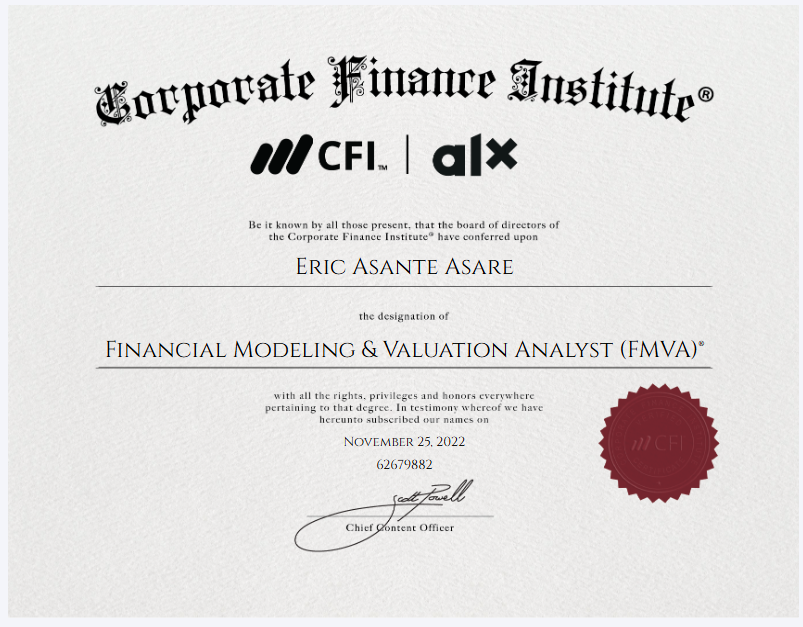 Corporate Finance Institute®
CFI™ | alx
Be it known by all those present, that the board of directors of
the Corporate Finance Institute® have conferred upon
Eric Asante Asare
the designation of
Financial Modeling & Valuation Analyst (FMVA)®
with all the rights, privileges and honors everywhere
pertaining to that degree. In testimony whereof we have
hereunto subscribed our names on
November 25, 2022
62679882
Scott Powell
Chief Content Officer
CFI